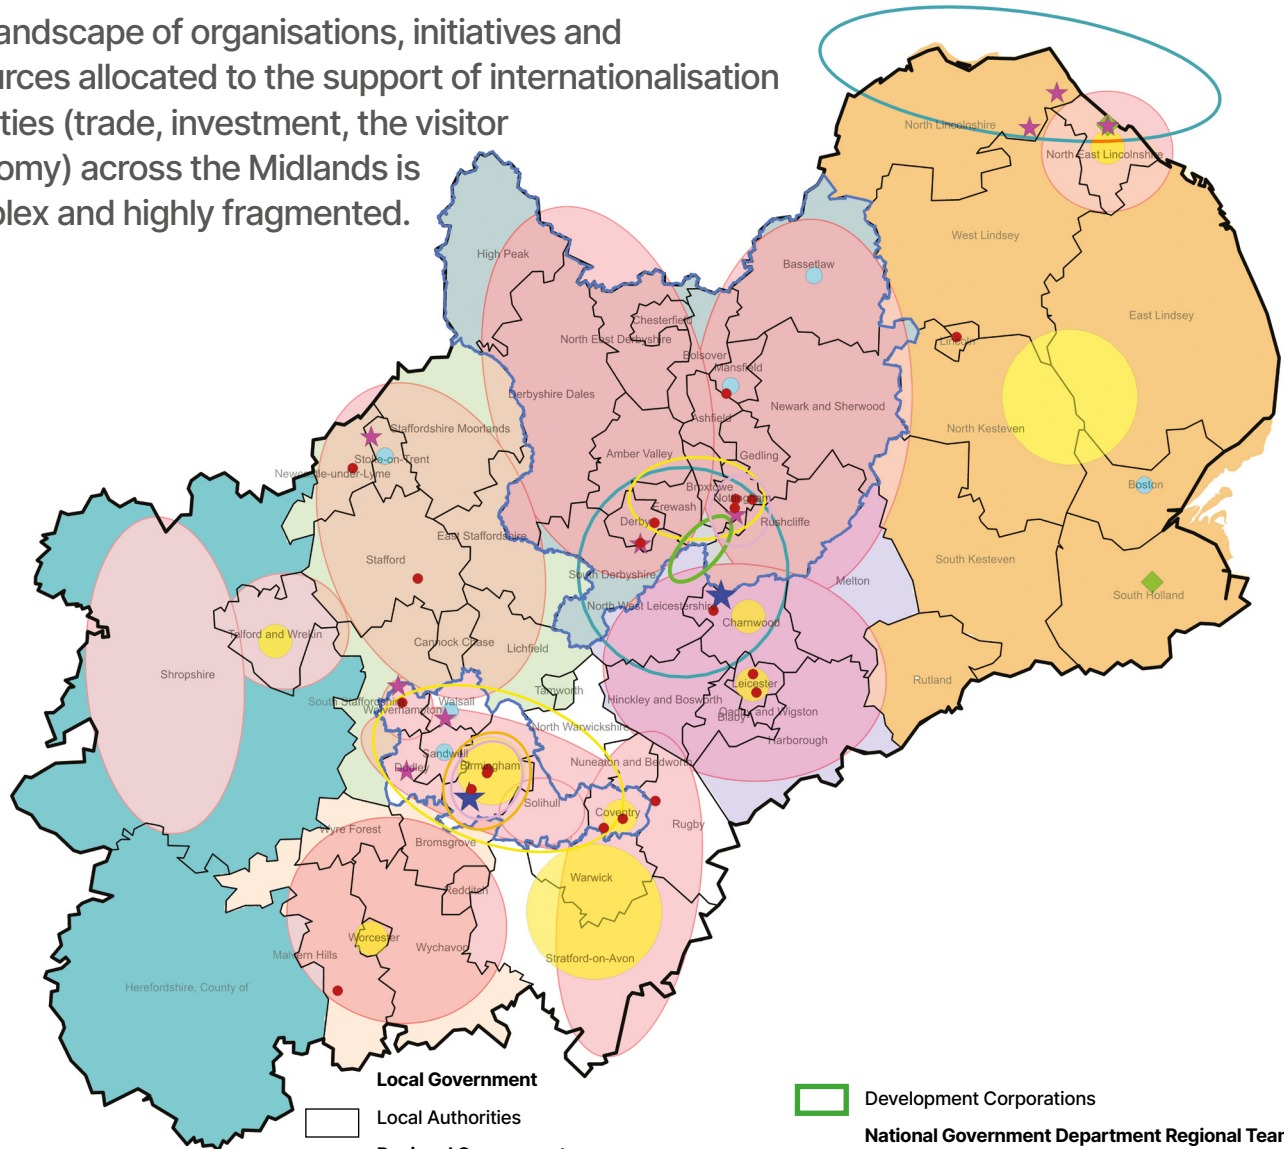 andscape of organisations, initiatives and
urces allocated to the support of internationalisation
ties (trade, investment, the visitor
omy) across the Midlands is
plex and highly fragmented.
North Lincolnshire
North East Lincolnshire
West Lindsey
High Peak
Bassetlaw
East Lindsey
Chesterfield
North East Derbyshire
Lincoln
Bolsover
Mansfield
Derbyshire Dales
Newark and Sherwood
Ashfield
Staffordshire Moorlands
North Kesteven
Amber Valley
Gedling
Stoke-on-Trent
Newcastle-under-Lyme
Broxtowe
Boston
Nottingham
Erewash
Derby
Rushcliffe
East Staffordshire
Stafford
South Kesteven
South Derbyshire
Melton
South Holland
North West Leicestershire
Charnwood
Telford and Wrekin
Cannock Chase
Lichfield
Shropshire
Rutland
Leicester
Tamworth
South Staffordshire
Walsall
Hinckley and Bosworth
Wolverhampton
Oadby and Wigston
Blaby
North Warwickshire
Harborough
Sandwell
Dudley
Birmingham
Nuneaton and Bedworth
Solihull
Coventry
Rugby
Wyre Forest
Bromsgrove
Warwick
Redditch
Worcester
Wychavon
Malvern Hills
Stratford-on-Avon
Herefordshire, County of
Local Government
Local Authorities
Development Corporations
National Government Department Regional Tear